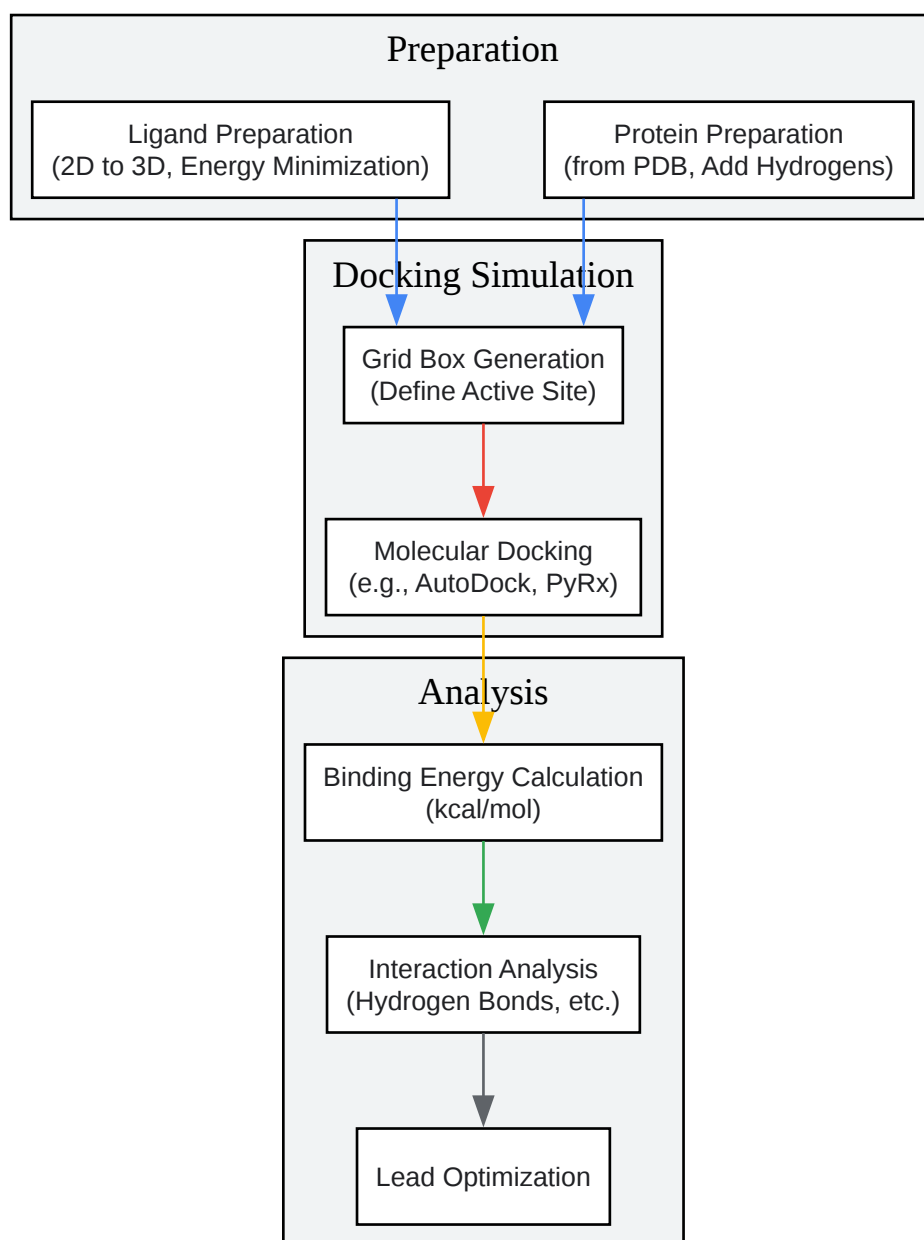 Preparation
Ligand Preparation
(2D to 3D, Energy Minimization)
Protein Preparation
(from PDB, Add Hydrogens)
Docking Simulation
Grid Box Generation
(Define Active Site)
Molecular Docking
(e.g., AutoDock, PyRx)
Analysis
Binding Energy Calculation
(kcal/mol)
Interaction Analysis
(Hydrogen Bonds, etc.)
Lead Optimization